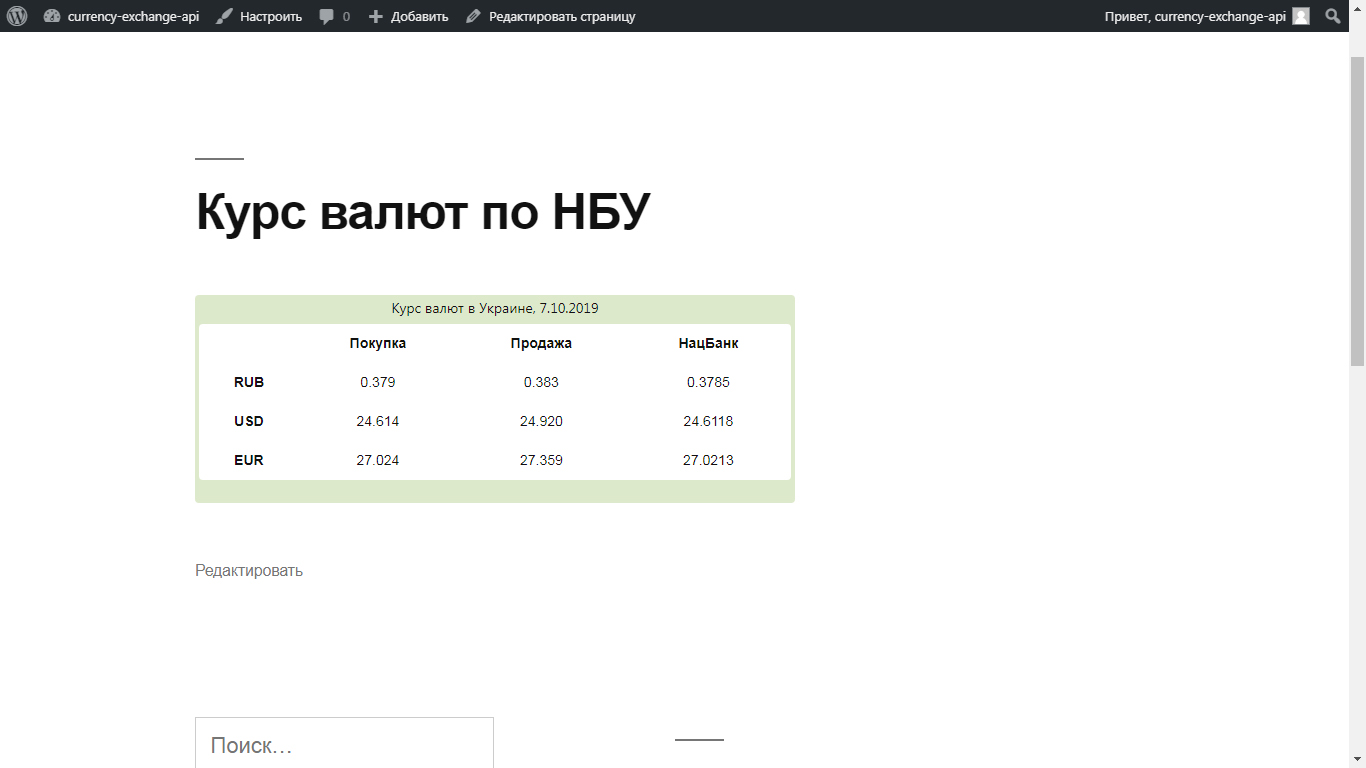 currency-exchange-api Настроить 0 Добавить Редактировать страницу Привет, currency-exchange-api
Курс валют по НБУ
Курс валют в Украине, 7.10.2019
Покупка Продажа НацБанк
RUB 0.379 0.383 0.3785
USD 24.614 24.920 24.6118
EUR 27.024 27.359 27.0213
Редактировать
Поиск…